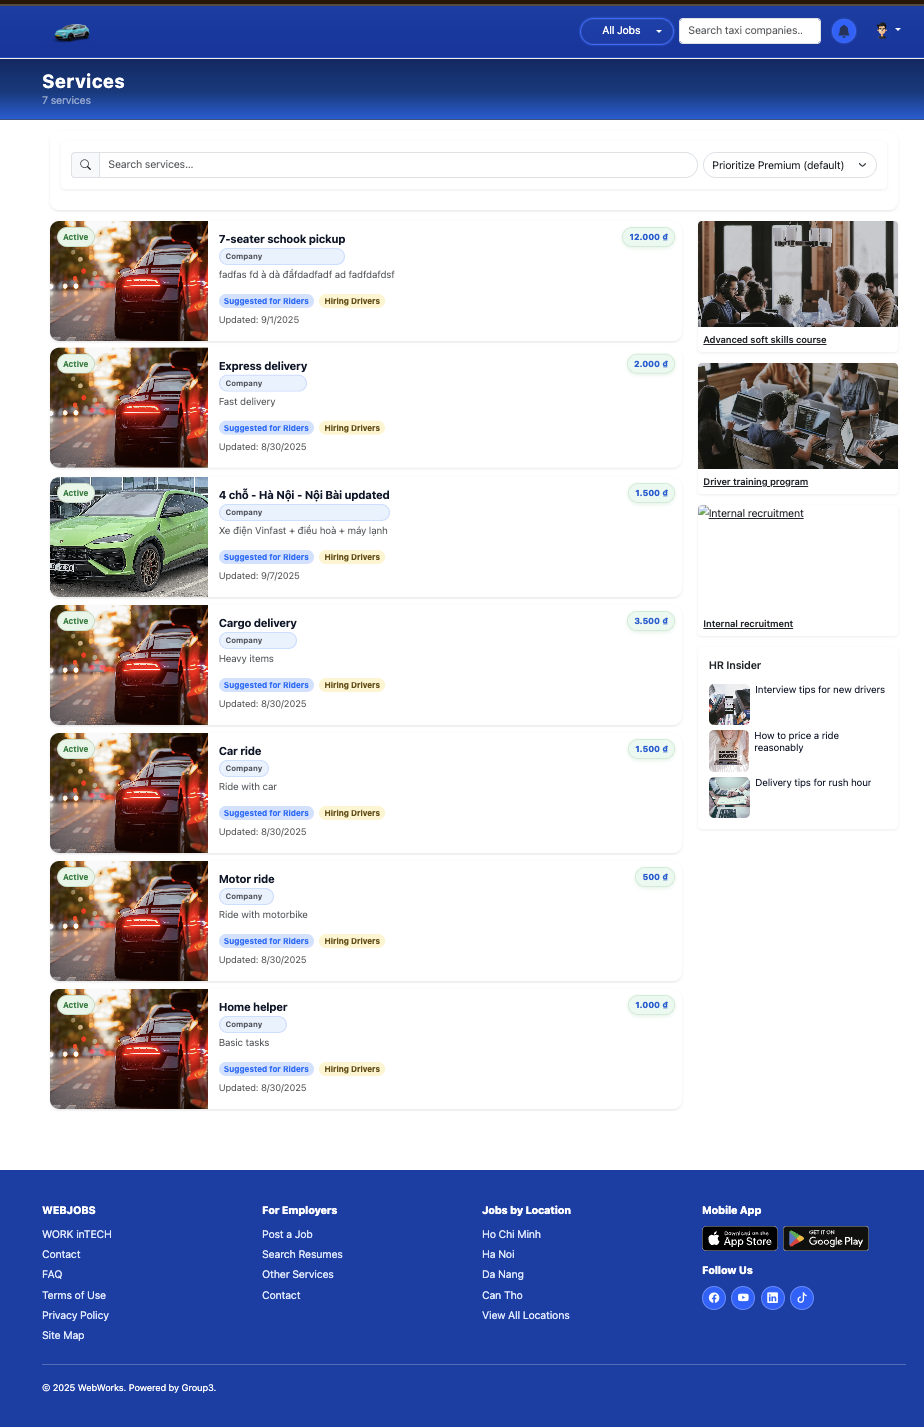 All Jobs
Search taxi companies..
Services
7 services
Search services...
Prioritize Premium (default)
Active
7-seater schook pickup
12.000 ₫
Company
fadfas fd à dà đấfdadfadf ad fadfdafdsf
Suggested for Riders
Hiring Drivers
Updated: 9/1/2025
Active
Express delivery
2.000 ₫
Company
Fast delivery
Suggested for Riders
Hiring Drivers
Updated: 8/30/2025
Active
4 chỗ - Hà Nội - Nội Bài updated
1.500 ₫
Company
Xe điện Vinfast + điều hoà + máy lạnh
Suggested for Riders
Hiring Drivers
Updated: 9/7/2025
Active
Cargo delivery
3.500 ₫
Company
Heavy items
Suggested for Riders
Hiring Drivers
Updated: 8/30/2025
Active
Car ride
1.500 ₫
Company
Ride with car
Suggested for Riders
Hiring Drivers
Updated: 8/30/2025
Active
Motor ride
500 ₫
Company
Ride with motorbike
Suggested for Riders
Hiring Drivers
Updated: 8/30/2025
Active
Home helper
1.000 ₫
Company
Basic tasks
Suggested for Riders
Hiring Drivers
Updated: 8/30/2025
Advanced soft skills course
Driver training program
Internal recruitment
Internal recruitment
HR Insider
Interview tips for new drivers
How to price a ride
reasonably
Delivery tips for rush hour
WEBJOBS
WORK inTECH
Contact
FAQ
Terms of Use
Privacy Policy
Site Map
For Employers
Post a Job
Search Resumes
Other Services
Contact
Jobs by Location
Ho Chi Minh
Ha Noi
Da Nang
Can Tho
View All Locations
Mobile App
Download on the
App Store
GET IT ON
Google Play
Follow Us
© 2025 WebWorks. Powered by Group3.